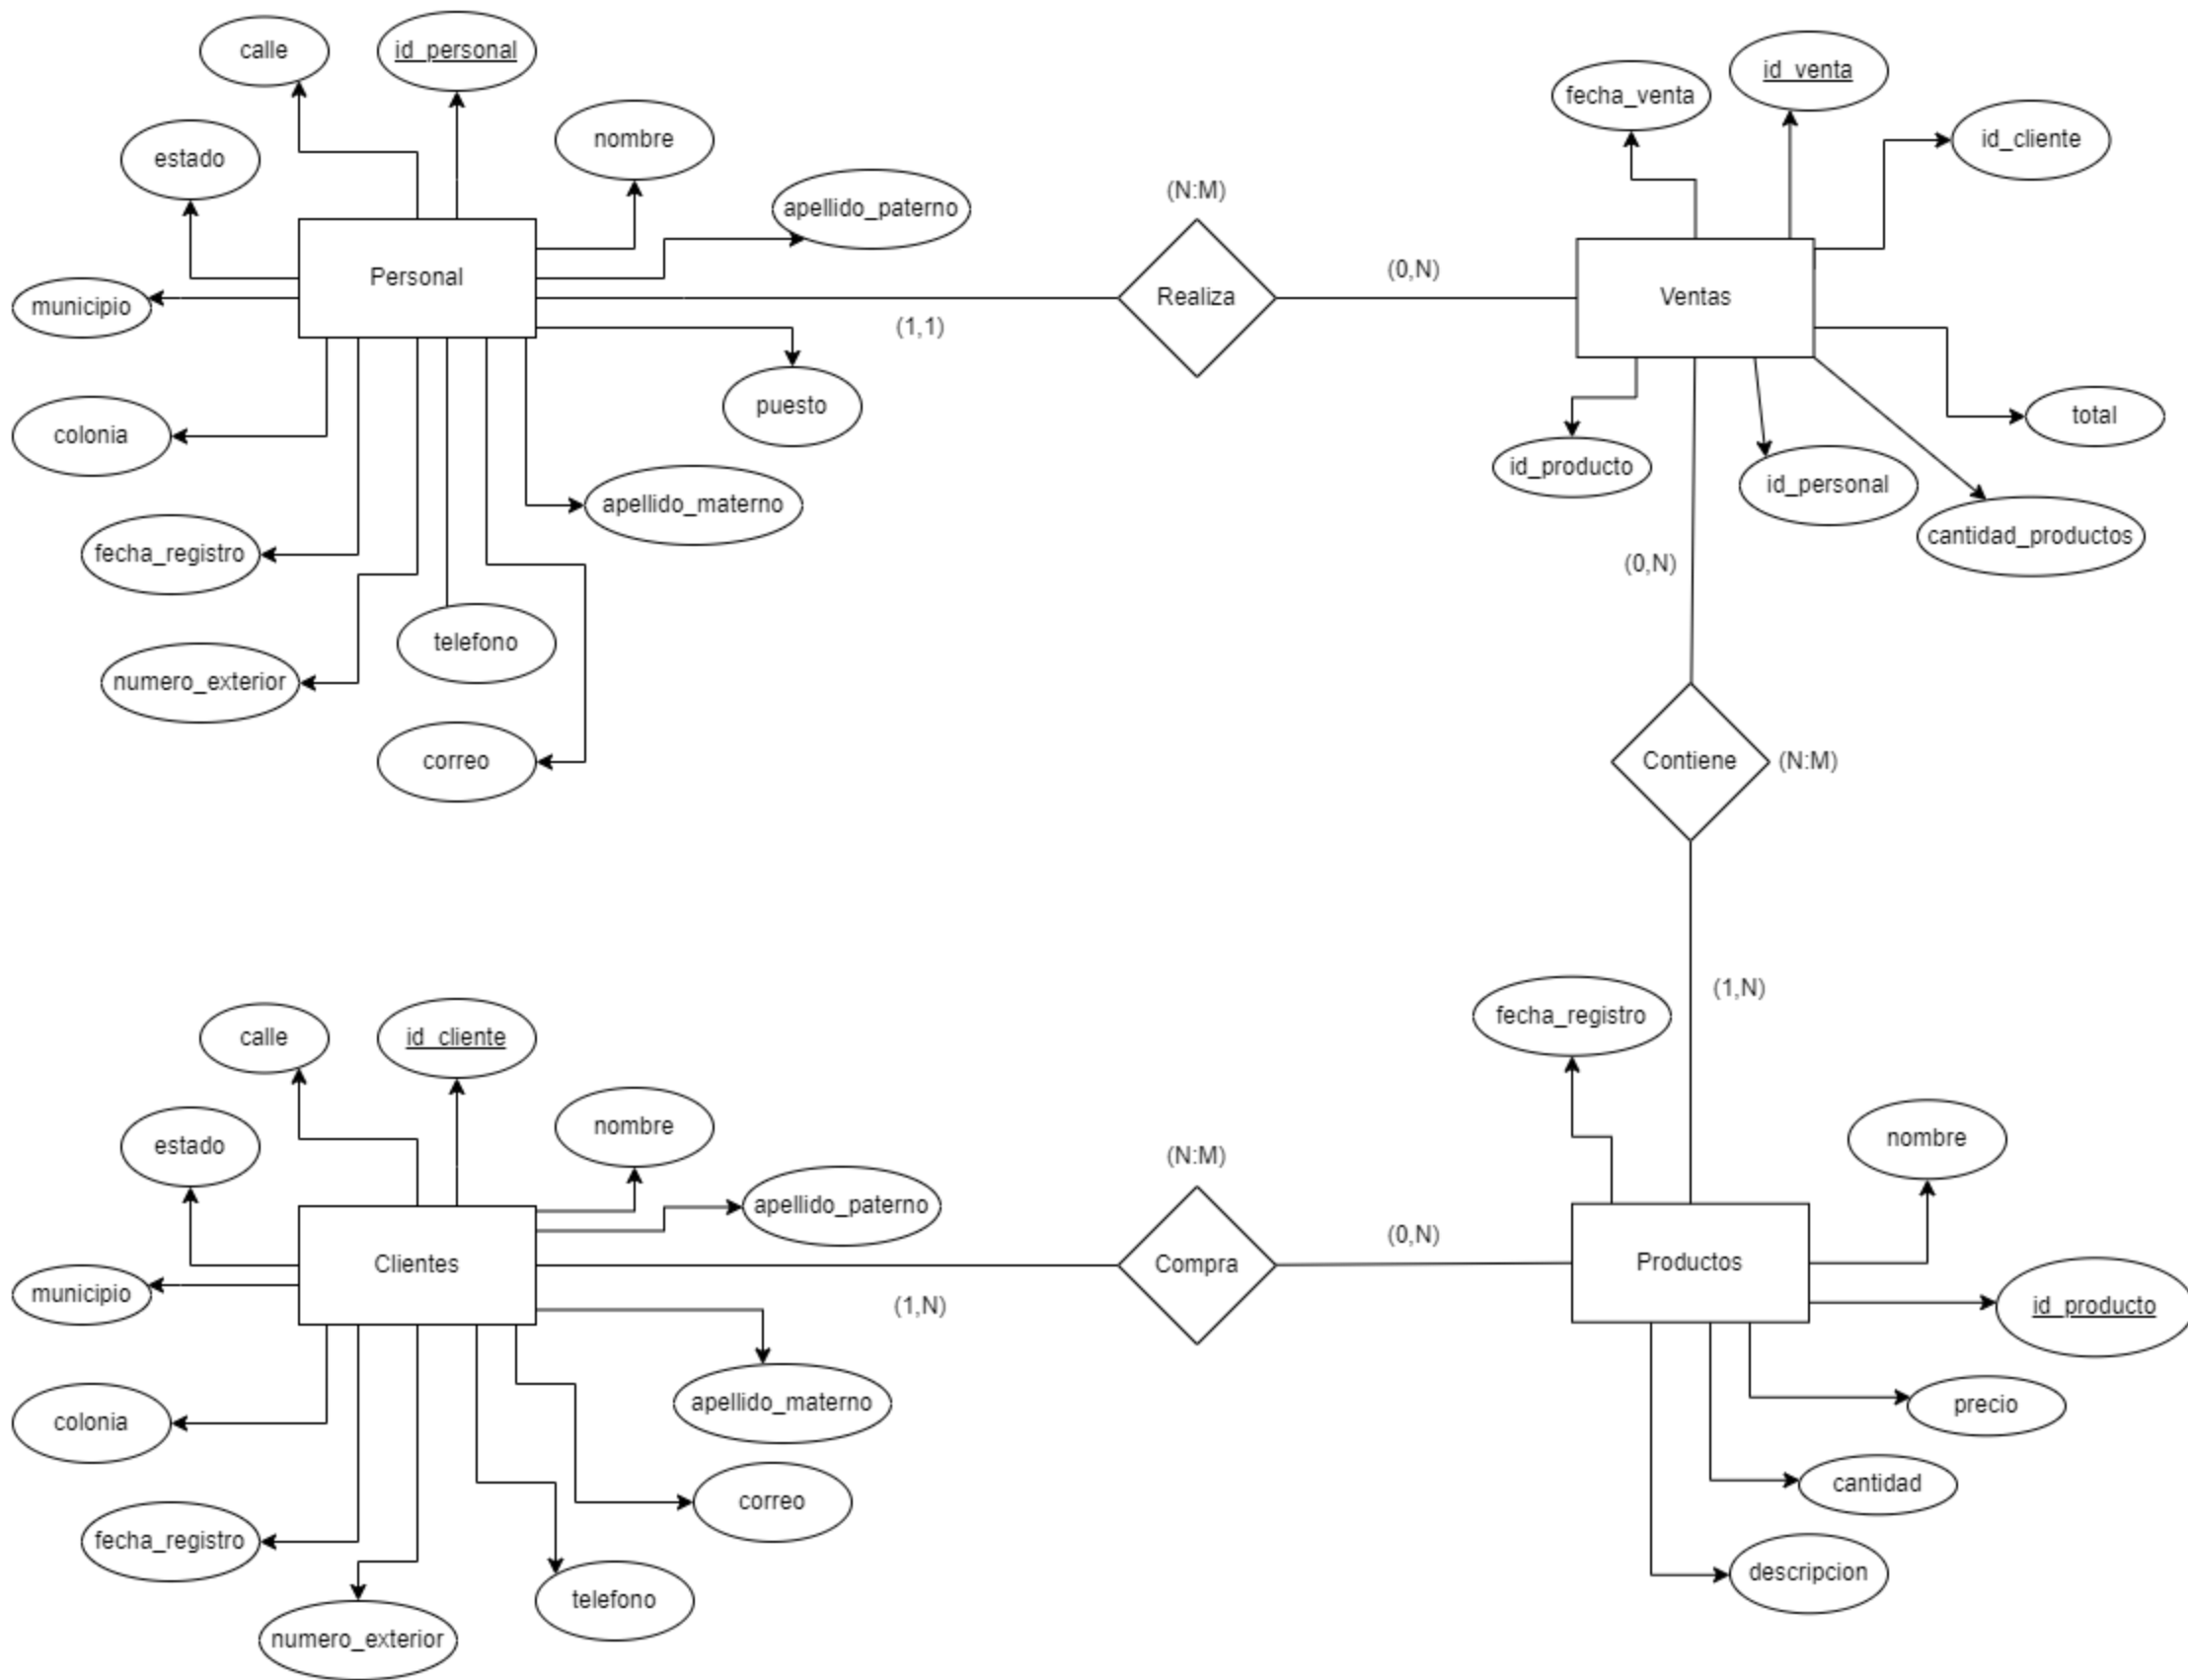 calle
id_personal
id_venta
fecha_venta
nombre
id_cliente
estado
(N:M)
apellido_paterno
Personal
(0,N)
Realiza
Ventas
municipio
(1,1)
puesto
total
colonia
id_producto
id_personal
apellido_materno
cantidad_productos
fecha_registro
(0,N)
telefono
numero_exterior
correo
Contiene
(N:M)
(1,N)
fecha_registro
calle
id_cliente
nombre
nombre
estado
(N:M)
apellido_paterno
(0,N)
Clientes
Compra
Productos
municipio
(1,N)
id_producto
apellido_materno
precio
colonia
cantidad
correo
fecha_registro
descripcion
telefono
numero_exterior